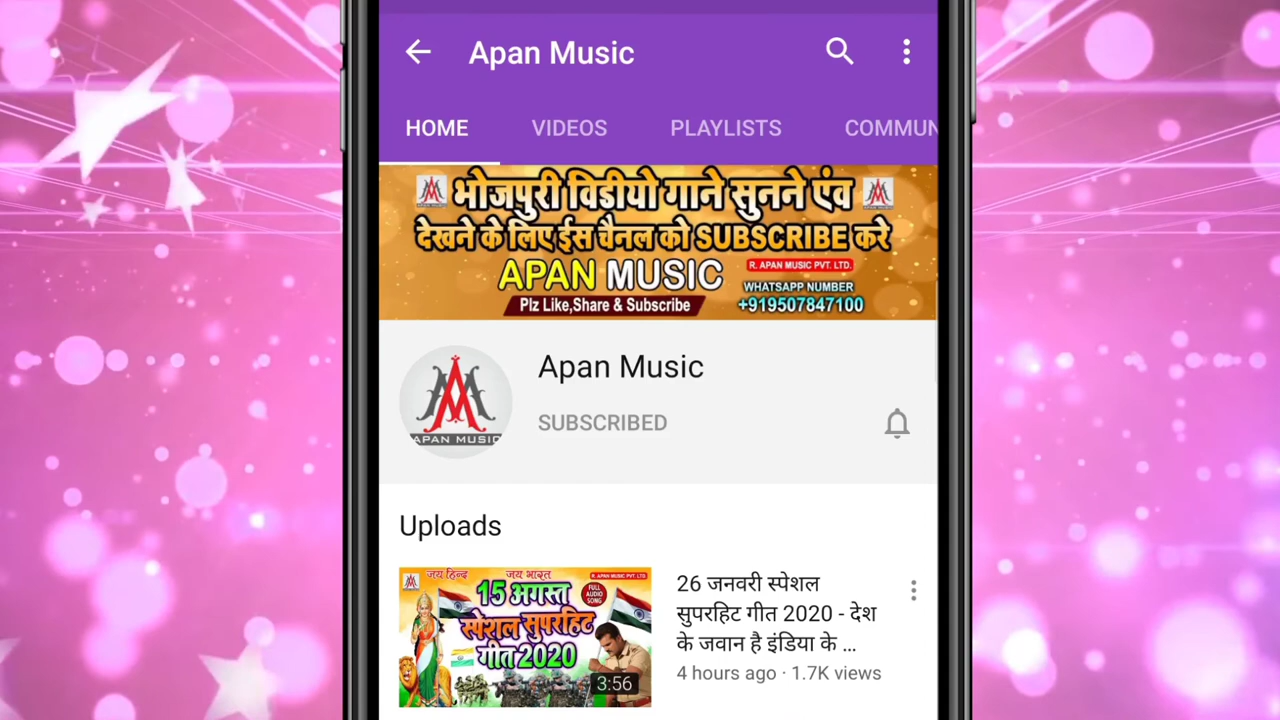 Apan Music
HOME VIDEOS PLAYLISTS COMMUN
भोजपुरी विडीयो गाने सुनने एंव
देखने के लिए ईस चैनल को SUBSCRIBE करे
APAN MUSIC
R. APAN MUSIC PVT. LTD.
WHATSAPP NUMBER
Plz Like,Share & Subscribe
+919507847100
Apan Music
SUBSCRIBED
APAN MUSIC
Uploads
जय हिन्द जय भारत
R. APAN MUSIC PVT. LTD
15 अगस्त
FULL
AUDIO
SONG
स्पेशल सुपरहिट
गीत 2020
3:56
26 जनवरी स्पेशल
सुपरहिट गीत 2020 - देश
के जवान है इंडिया के ...
4 hours ago · 1.7K views